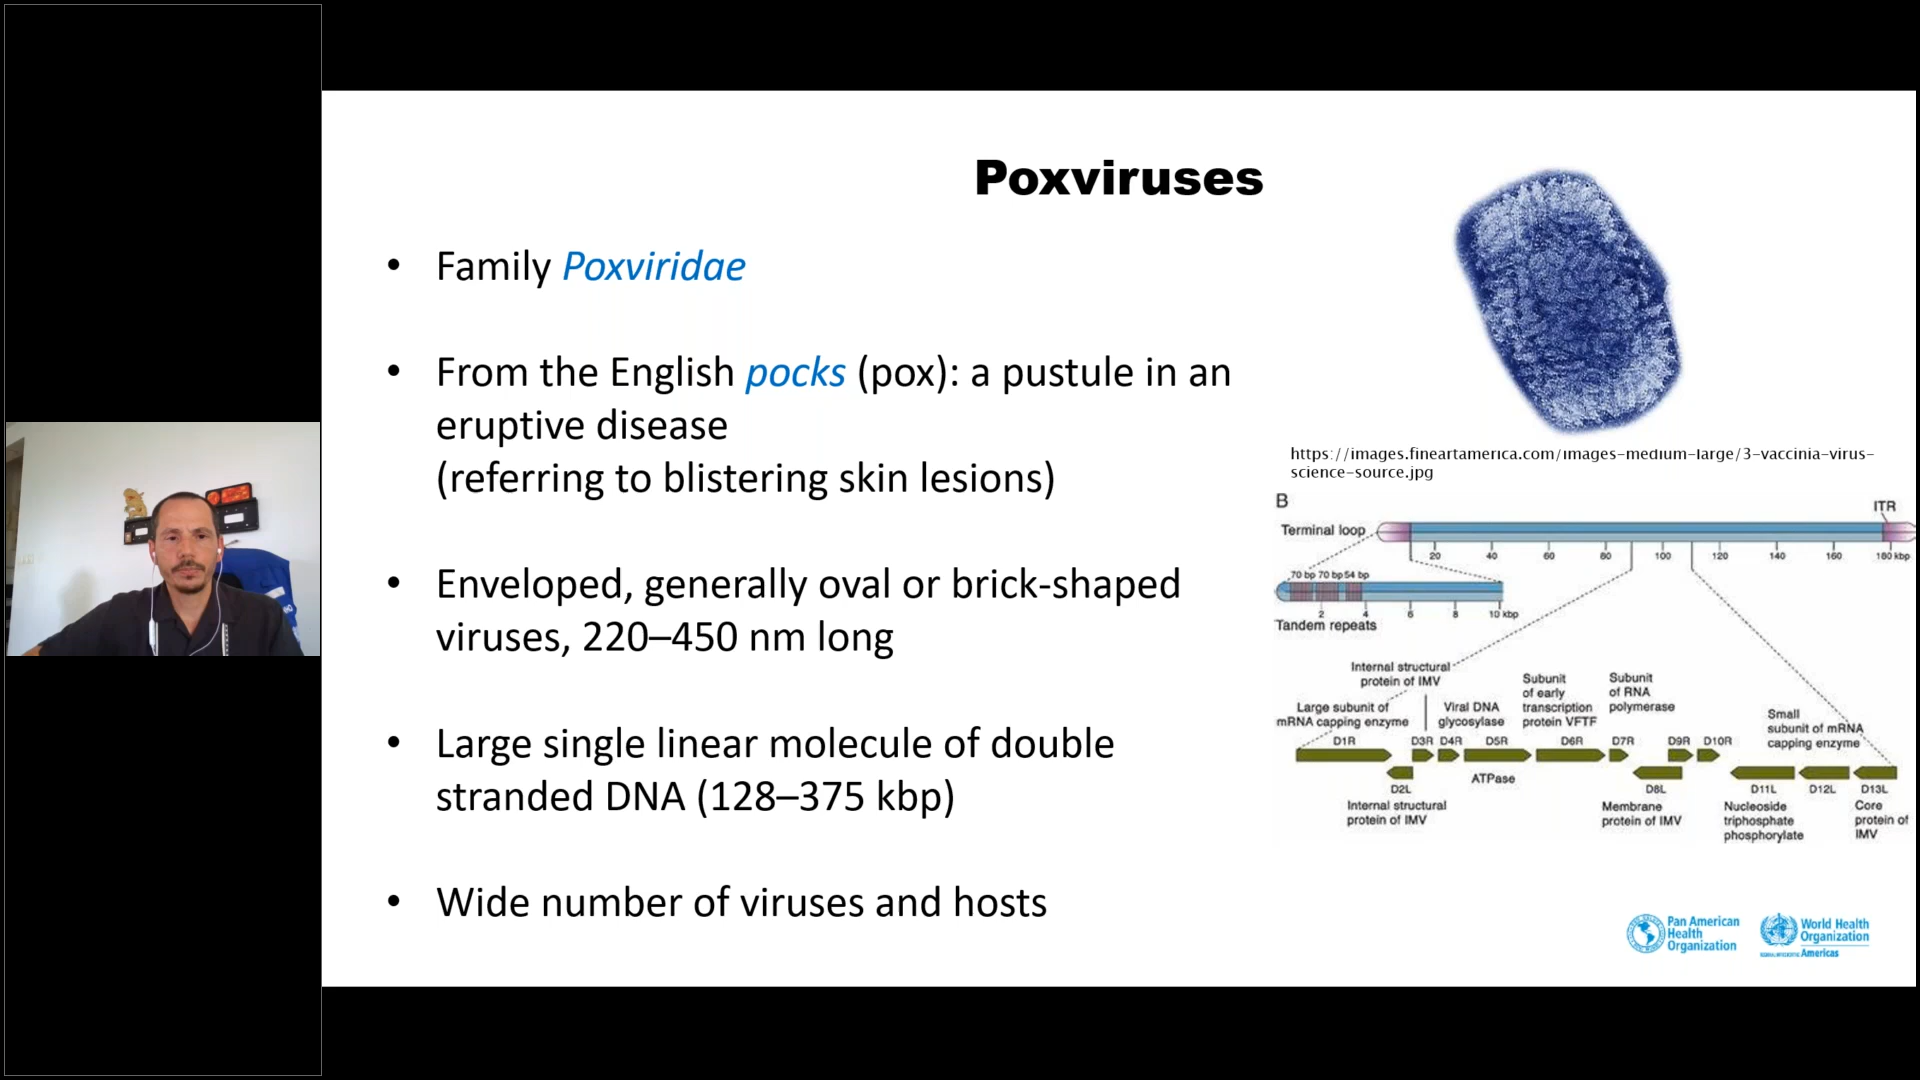 Poxviruses
• Family Poxviridae
• From the English pocks (pox): a pustule in an
eruptive disease
(referring to blistering skin lesions)
• Enveloped, generally oval or brick-shaped
viruses, 220–450 nm long
• Large single linear molecule of double
stranded DNA (128–375 kbp)
• Wide number of viruses and hosts
https://images.fineartamerica.com/images-medium-large/3-vaccinia-virus-
science-source.jpg
B
ITR
Terminal loop
20 40 60 80 100 120 140 160 180 kbp
70 bp 70 bp 54 bp
2 4 6 8 10 kbp
Tandem repeats
Internal structural
protein of IMV
Large subunit of
mRNA capping enzyme
Viral DNA
glycosylase
Subunit
of early
transcription
protein VFTF
Subunit
of RNA
polymerase
Small
subunit of mRNA
capping enzyme
D1R D3R D4R D5R D6R D7R D9R D10R
ATPase
D2L D8L D11L D12L D13L
Internal structural
protein of IMV
Membrane
protein of IMV
Nucleoside
triphosphate
phosphorylate
Core
protein of
IMV
Pan American
Health
Organization
World Health
Organization
Americas